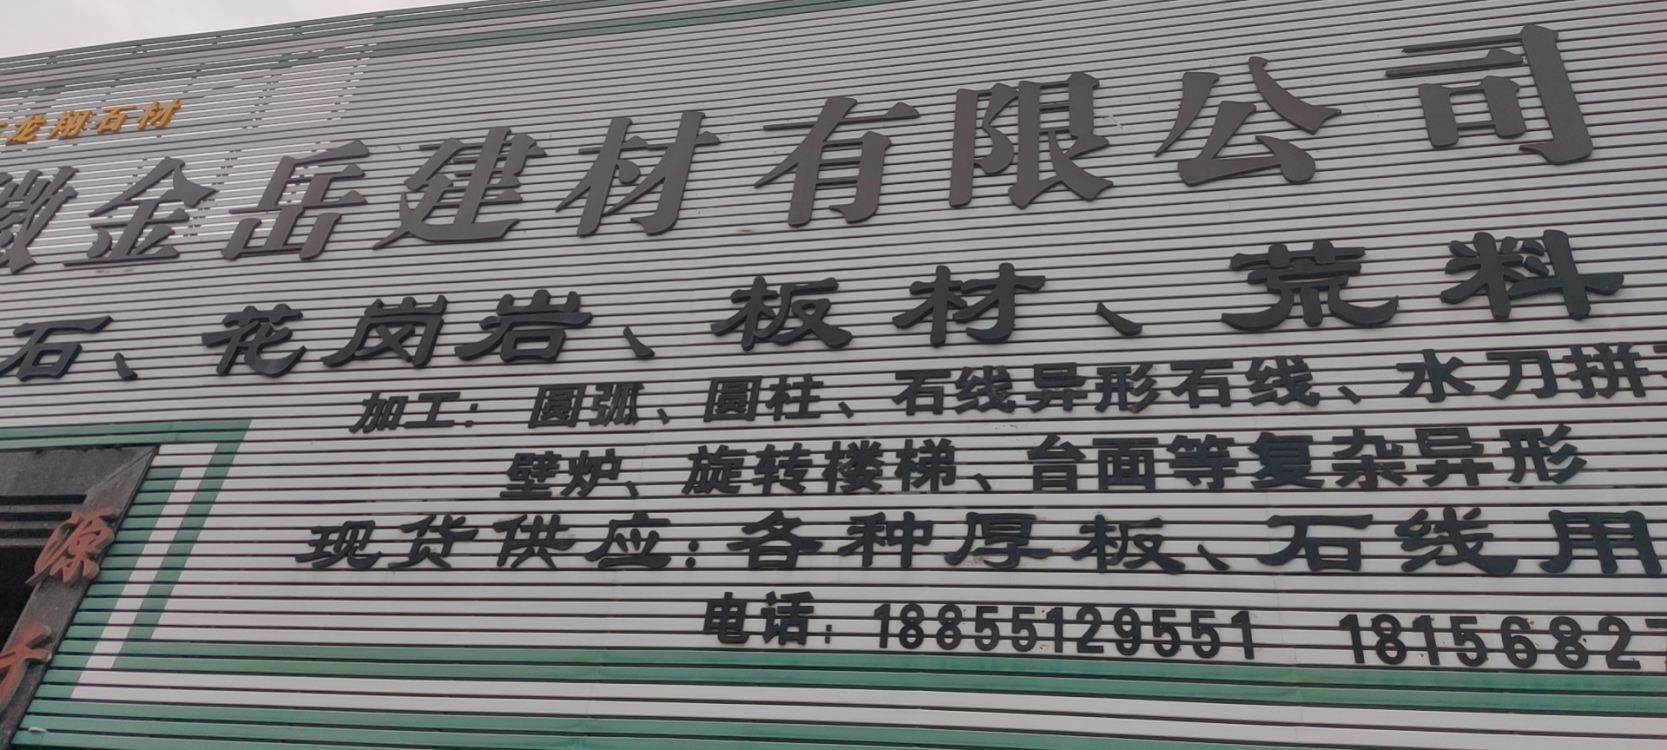 龙翔石材
徽金岳建材有限公司
石、花岗岩、板材、荒料
加工：圆弧、圆柱、石线异形石线、水刀拼
壁炉、旋转楼梯、台面等复杂异形
现货供应：各种厚板、石线用
电话：18855129551 18156827
源